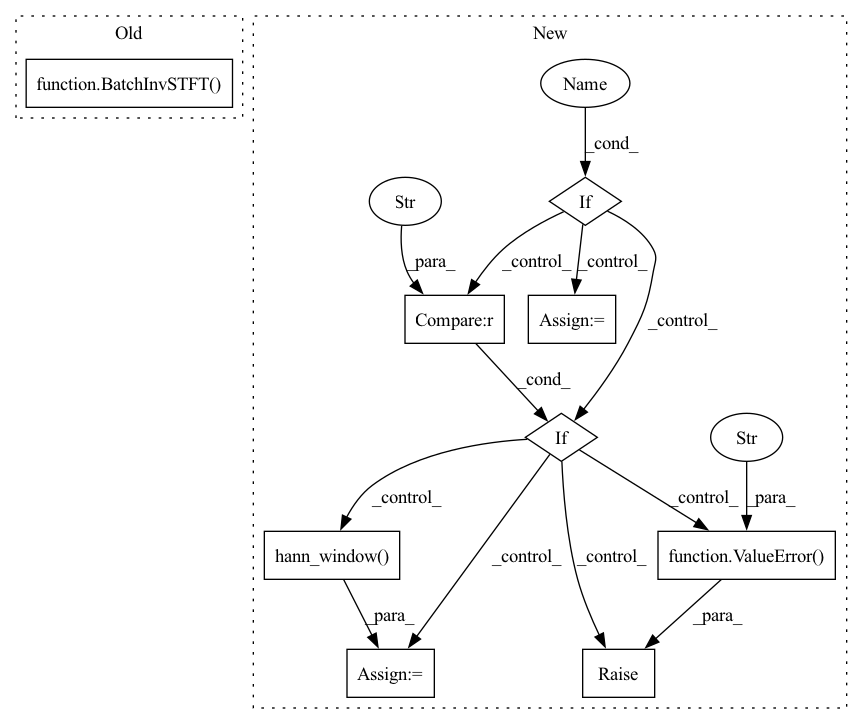 Old
New
function.BatchInvSTFT()
Name
_cond_
Str
If
_para_
_control_
_control_
Compare:r
Assign:=
_control_
_cond_
If
Str
_control_
_control_
_control_
_control_
_para_
hann_window()
function.ValueError()
_para_
_para_
Assign:=
Raise